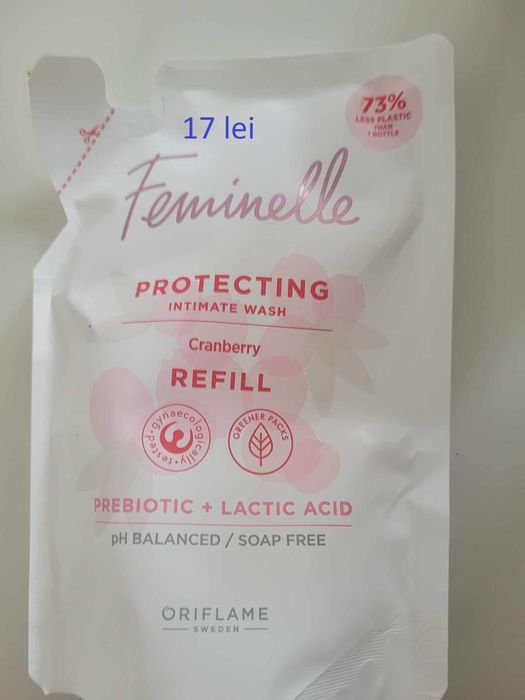 73%
LESS PLASTIC
THAN
1 BOTTLE
17 lei
Feminelle
PROTECTING
INTIMATE WASH
Cranberry
REFILL
gynaecologically·tested·
GREENER PACKS
PREBIOTIC + LACTIC ACID
pH BALANCED / SOAP FREE
ORIFLAME
SWEDEN